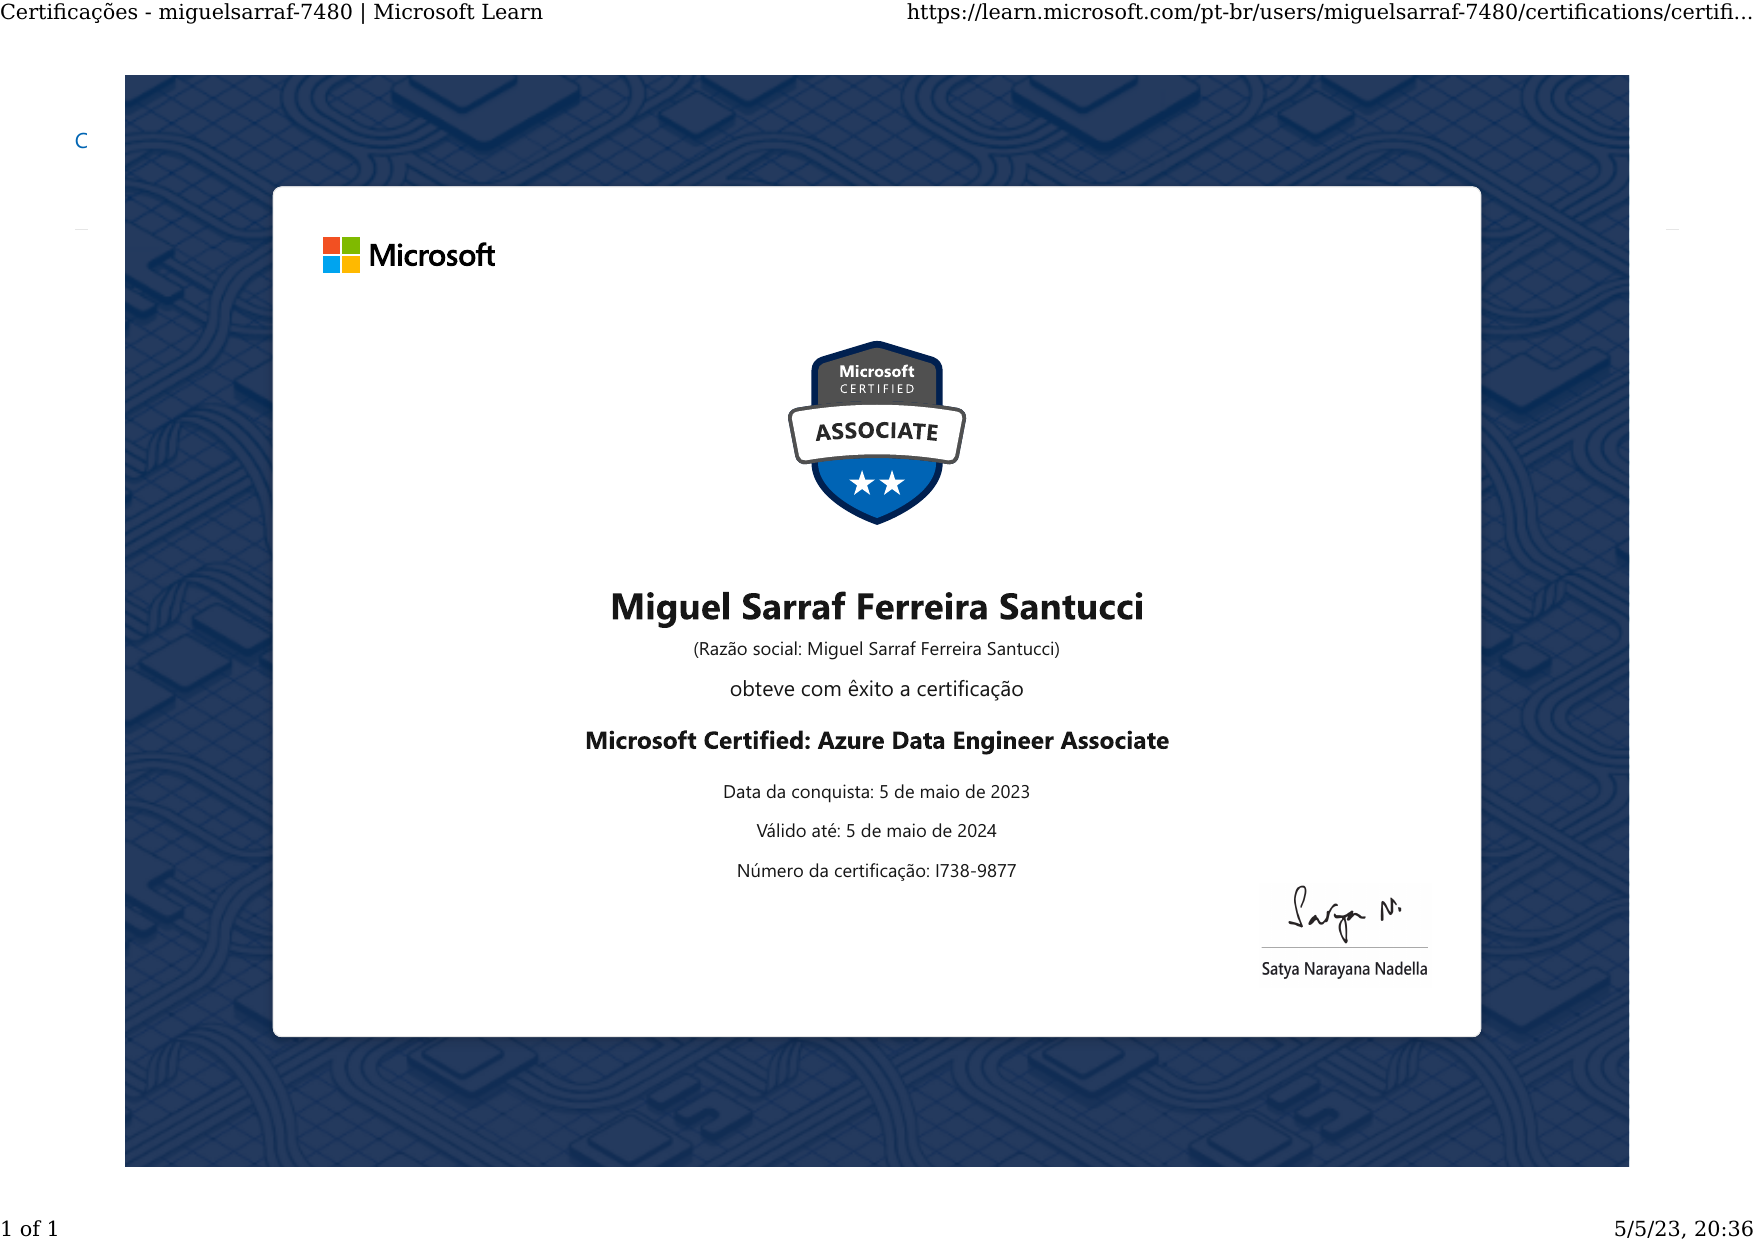 Certificações - miguelsarraf-7480 | Microsoft Learn
https://learn.microsoft.com/pt-br/users/miguelsarraf-7480/certifications/certifi...
C
Microsoft
Microsoft
CERTIFIED
ASSOCIATE
Miguel Sarraf Ferreira Santucci
(Razão social: Miguel Sarraf Ferreira Santucci)
obteve com êxito a certificação
Microsoft Certified: Azure Data Engineer Associate
Data da conquista: 5 de maio de 2023
Válido até: 5 de maio de 2024
Número da certificação: I738-9877
Satya N.
Satya Narayana Nadella
1 of 1
5/5/23, 20:36